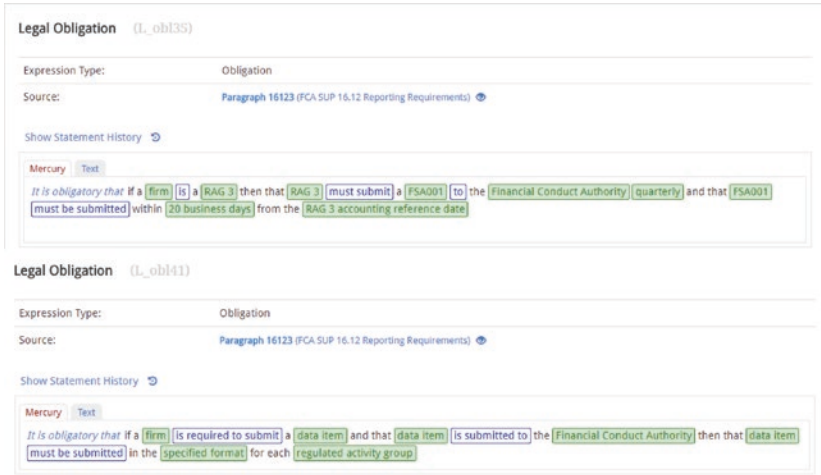 Legal Obligation (L_obl35)
Expression Type: Obligation
Source: Paragraph 16123 (FCA SUP 16.12 Reporting Requirements)
Show Statement History
Mercury Text
It is obligatory that if a firm is a RAG 3 then that RAG 3 must submit a FSA001 to the Financial Conduct Authority quarterly and that FSA001
must be submitted within 20 business days from the RAG 3 accounting reference date
Legal Obligation (L_obl41)
Expression Type: Obligation
Source: Paragraph 16123 (FCA SUP 16.12 Reporting Requirements)
Show Statement History
Mercury Text
It is obligatory that if a firm is required to submit a data item and that data item is submitted to the Financial Conduct Authority then that data item
must be submitted in the specified format for each regulated activity group